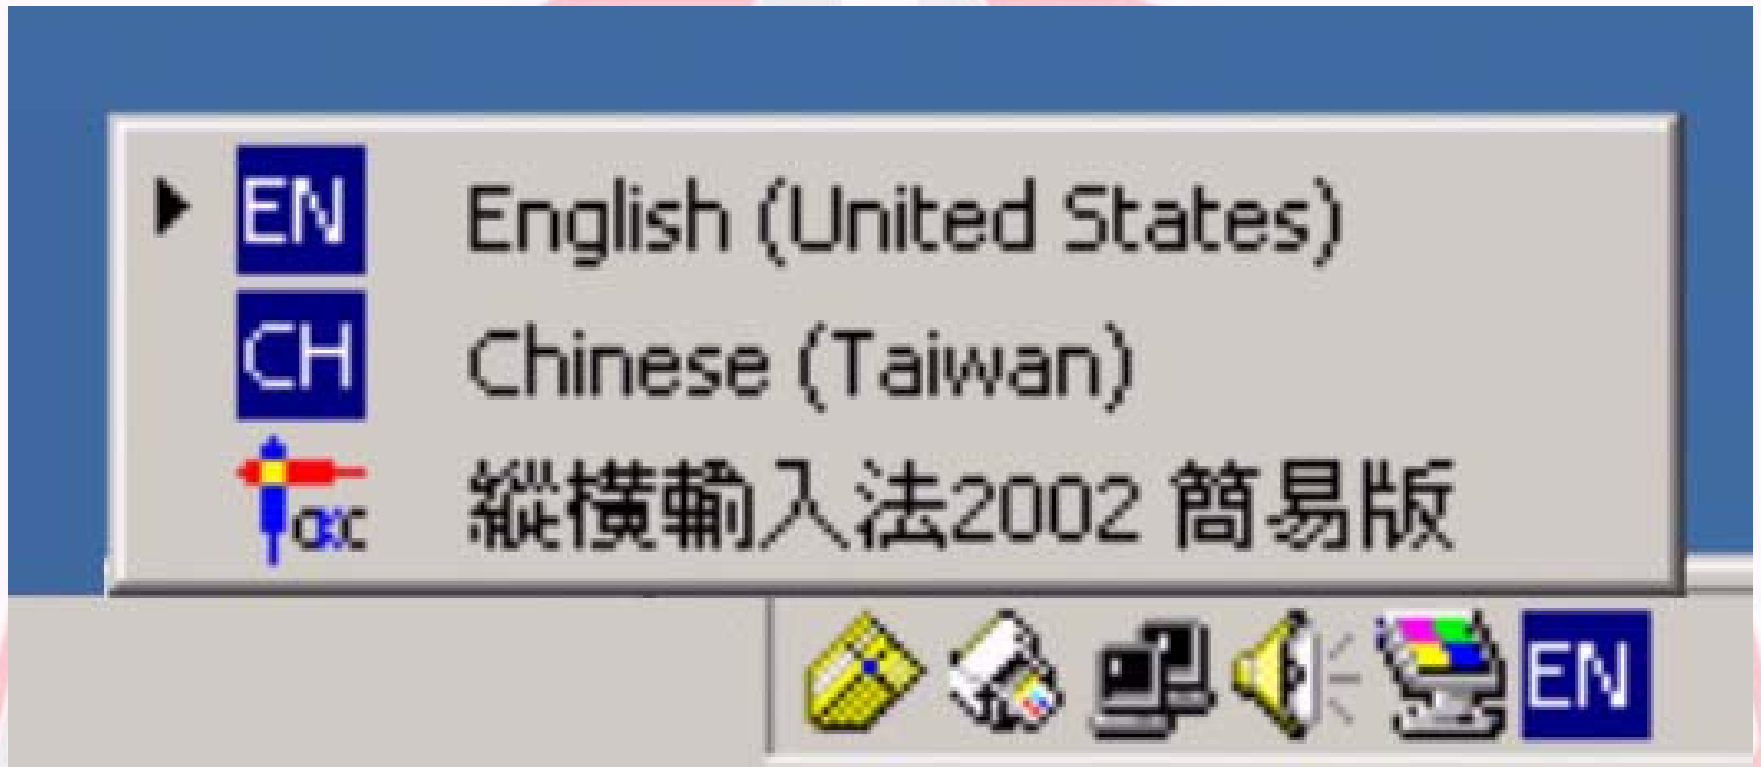 EN English (United States)
CH Chinese (Taiwan)
縱橫輸入法2002 簡易版
EN